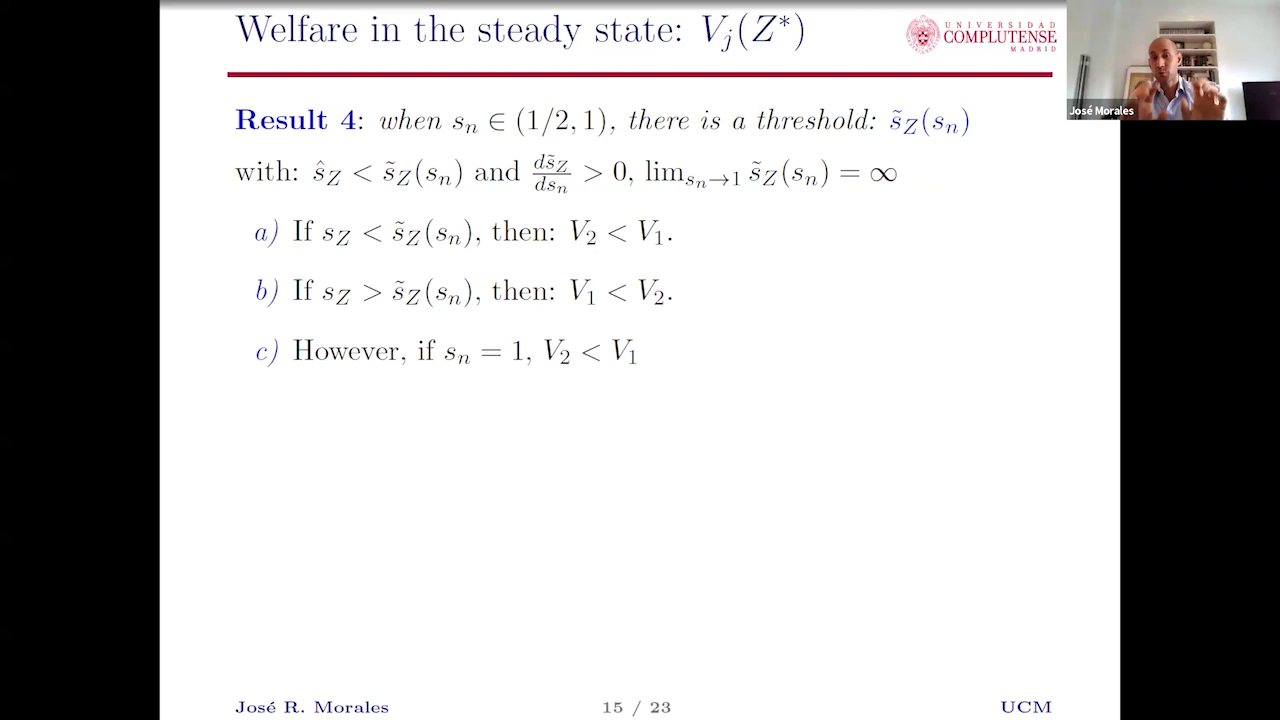 Welfare in the steady state: V_j(Z*)
UNIVERSIDAD
COMPLUTENSE
MADRID
José Morales
Result 4: when s_n ∈ (1/2, 1), there is a threshold: s̃_Z(s_n)
with: ŝ_Z < s̃_Z(s_n) and ds̃_Z/ds_n > 0, lim_{s_n→1} s̃_Z(s_n) = ∞
a) If s_Z < s̃_Z(s_n), then: V_2 < V_1.
b) If s_Z > s̃_Z(s_n), then: V_1 < V_2.
c) However, if s_n = 1, V_2 < V_1
José R. Morales 15 / 23 UCM